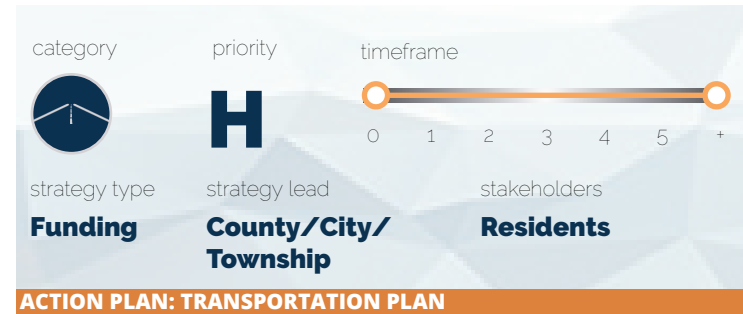 category priority timeframe
H
0 1 2 3 4 5 +
strategy type strategy lead stakeholders
Funding County/City/ Residents
Township
ACTION PLAN: TRANSPORTATION PLAN